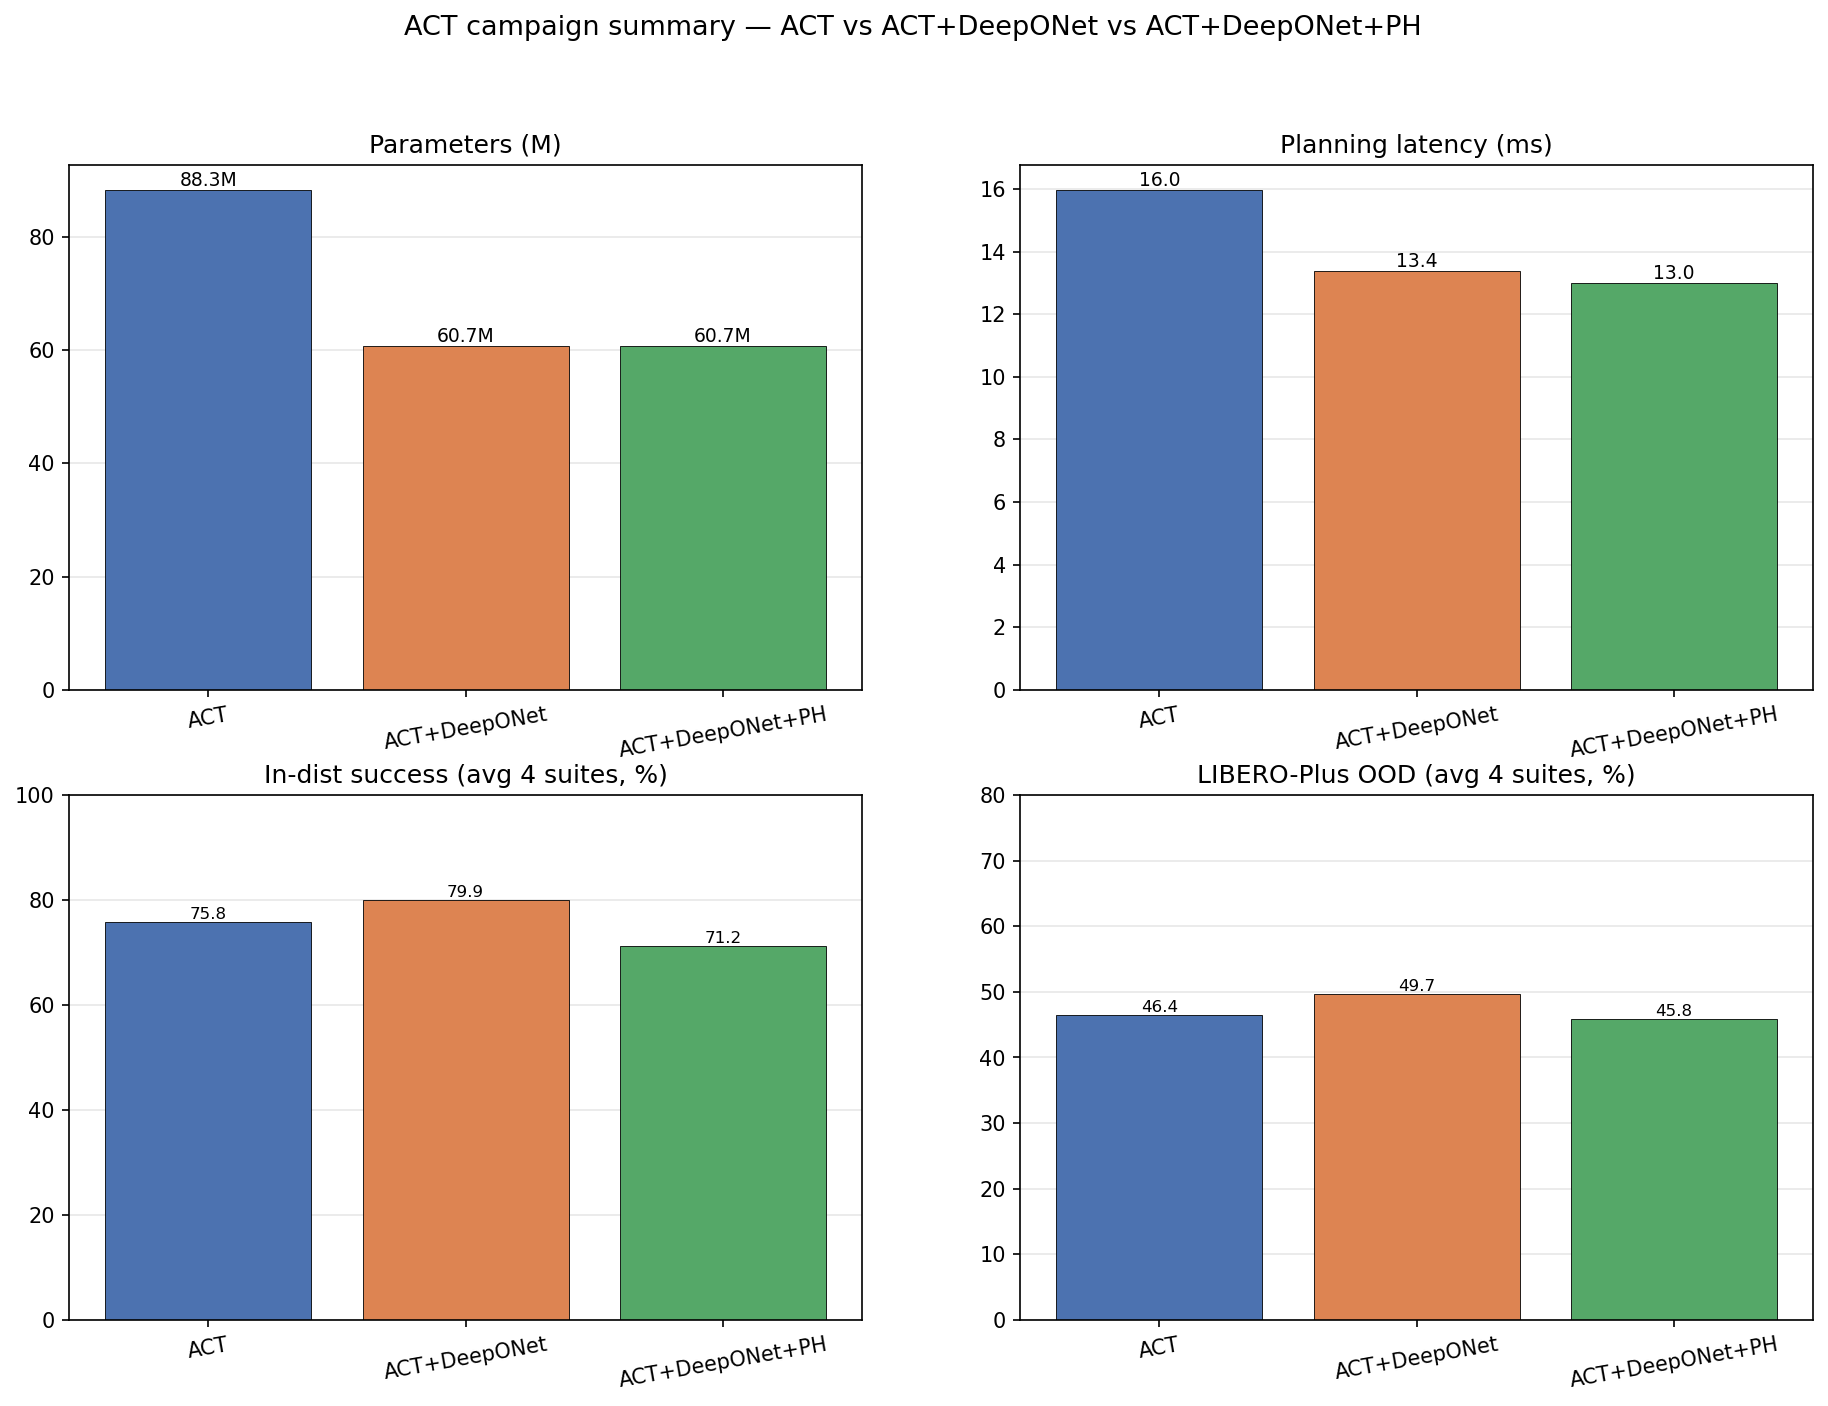 ACT campaign summary — ACT vs ACT+DeepONet vs ACT+DeepONet+PH
Parameters (M)
88.3M
60.7M
60.7M
80
60
40
20
0
ACT
ACT+DeepONet
ACT+DeepONet+PH
Planning latency (ms)
16.0
13.4
13.0
16
14
12
10
8
6
4
2
0
ACT
ACT+DeepONet
ACT+DeepONet+PH
In-dist success (avg 4 suites, %)
100
80
60
40
20
0
75.8
79.9
71.2
ACT
ACT+DeepONet
ACT+DeepONet+PH
LIBERO-Plus OOD (avg 4 suites, %)
80
70
60
50
40
30
20
10
0
46.4
49.7
45.8
ACT
ACT+DeepONet
ACT+DeepONet+PH